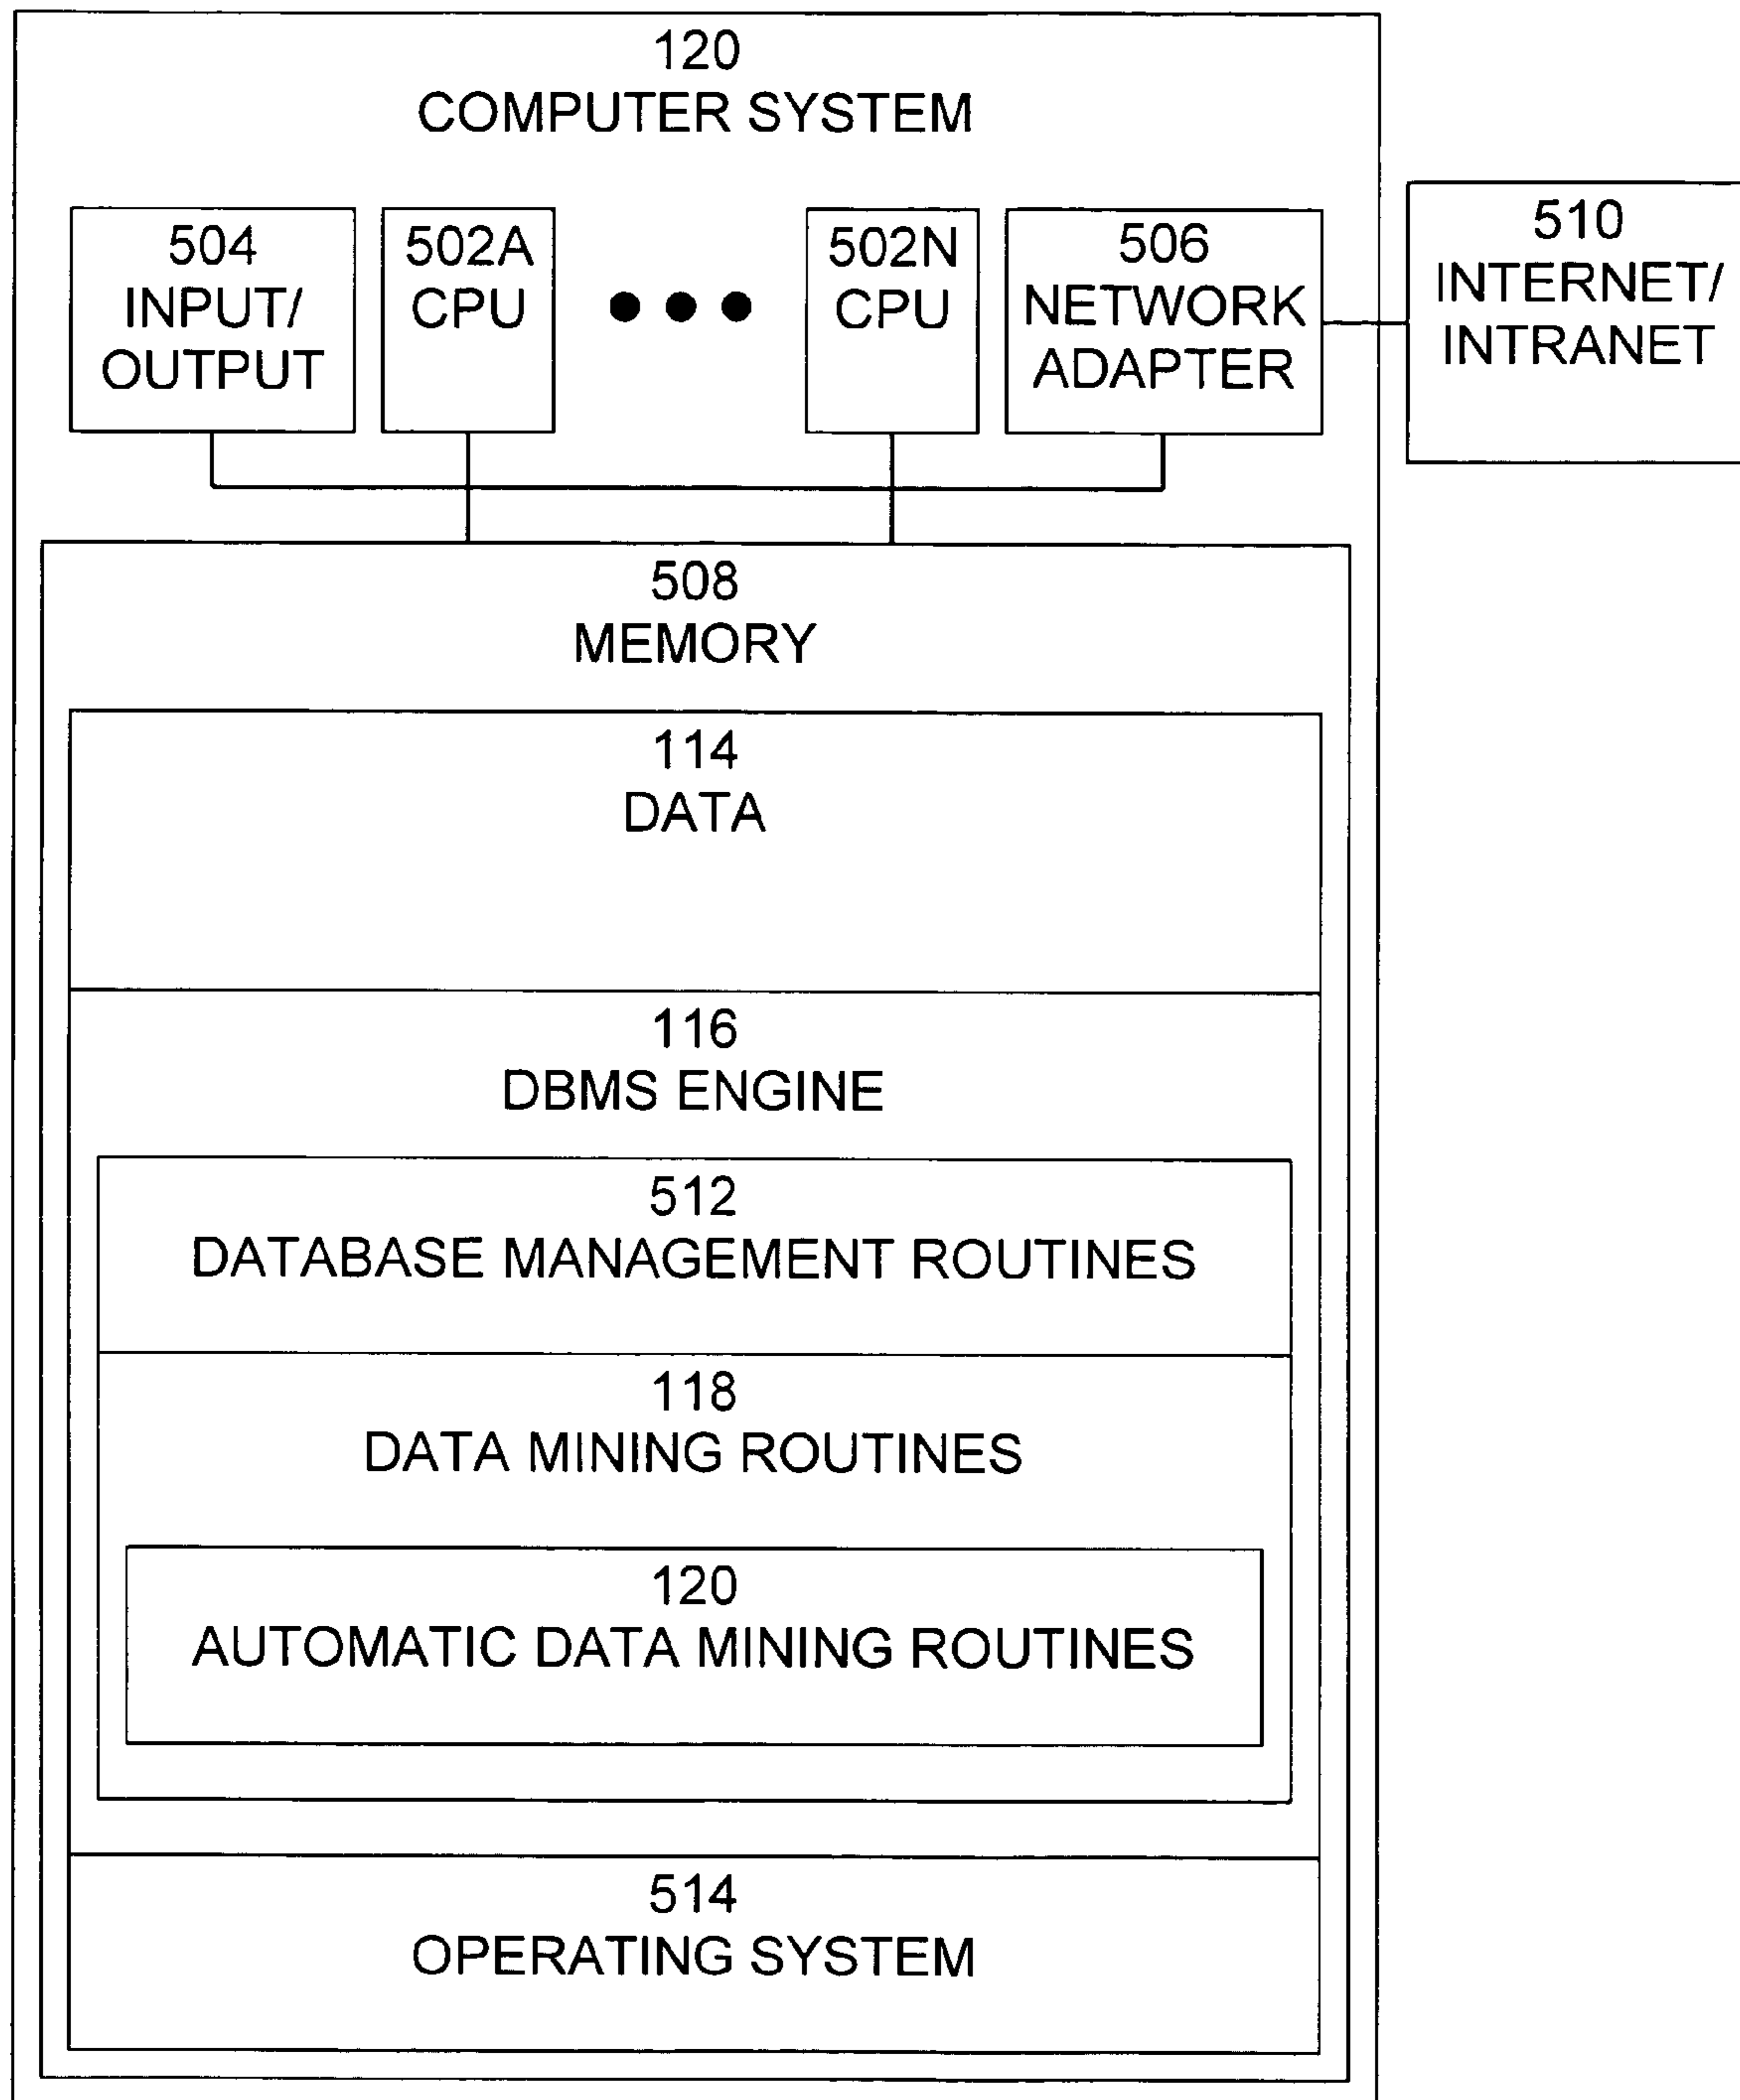 120
COMPUTER SYSTEM
504
INPUT/
OUTPUT
502A
CPU
502N
CPU
506
NETWORK
ADAPTER
510
INTERNET/
INTRANET
508
MEMORY
114
DATA
116
DBMS ENGINE
512
DATABASE MANAGEMENT ROUTINES
118
DATA MINING ROUTINES
120
AUTOMATIC DATA MINING ROUTINES
514
OPERATING SYSTEM